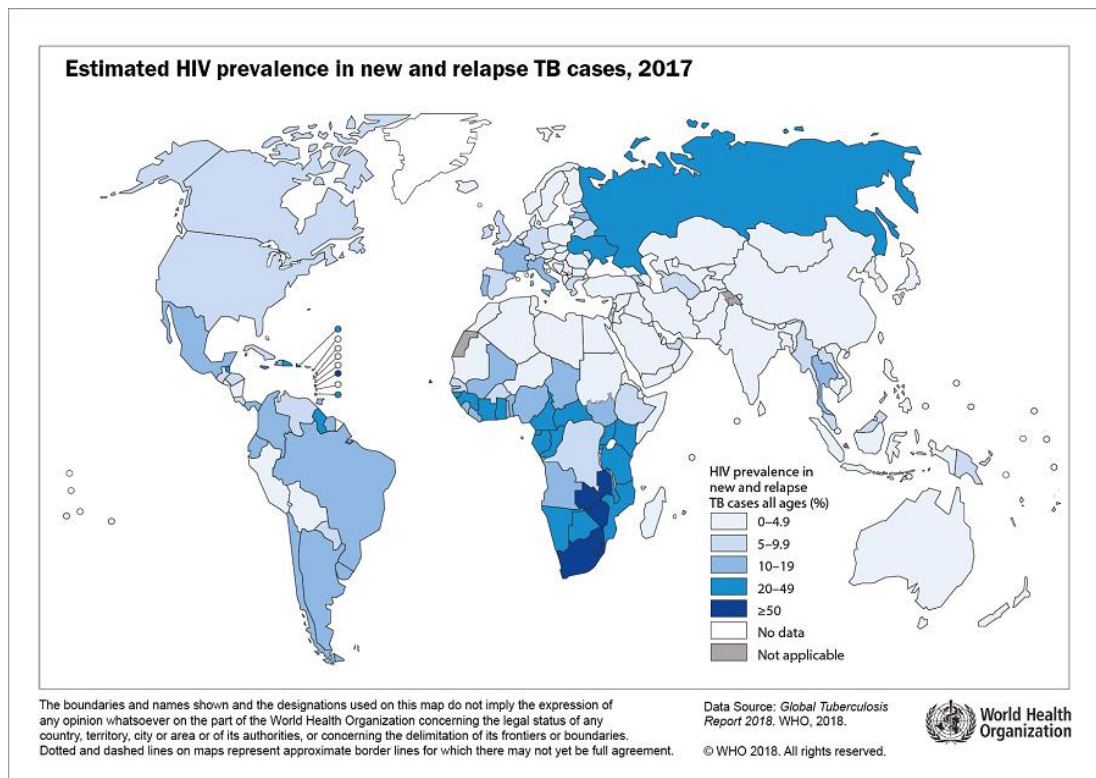 Estimated HIV prevalence in new and relapse TB cases, 2017
HIV prevalence in
new and relapse
TB cases all ages (%)
0–4.9
5–9.9
10–19
20–49
≥50
No data
Not applicable
The boundaries and names shown and the designations used on this map do not imply the expression of
any opinion whatsoever on the part of the World Health Organization concerning the legal status of any
country, territory, city or area or of its authorities, or concerning the delimitation of its frontiers or boundaries.
Dotted and dashed lines on maps represent approximate border lines for which there may not yet be full agreement.
Data Source: Global Tuberculosis
Report 2018. WHO, 2018.
© WHO 2018. All rights reserved.
World Health
Organization